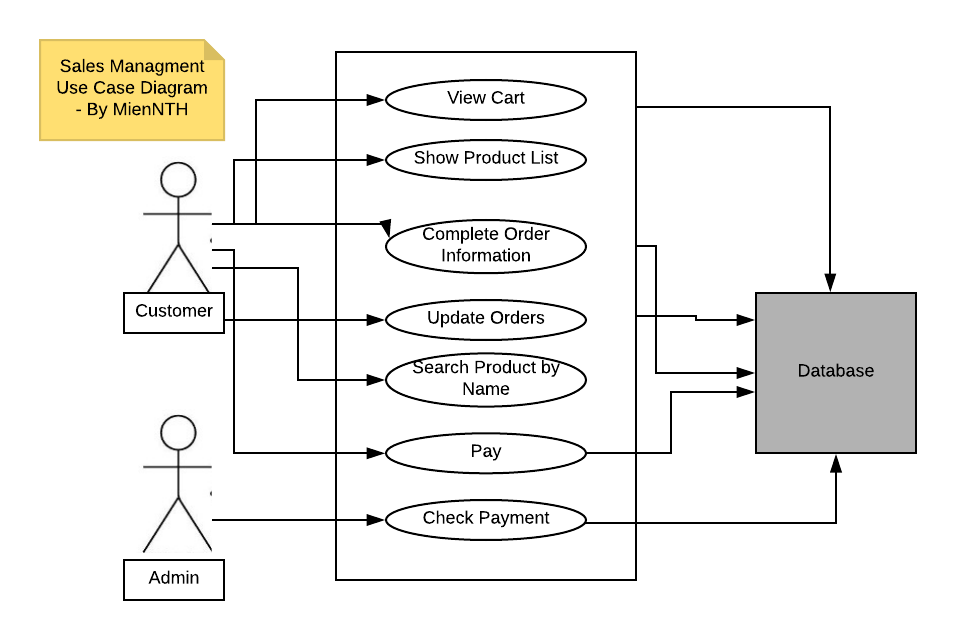 Sales Managment
Use Case Diagram
- By MienNTH
View Cart
Show Product List
Complete Order
Information
Customer
Update Orders
Search Product by
Name
Database
Pay
Check Payment
Admin